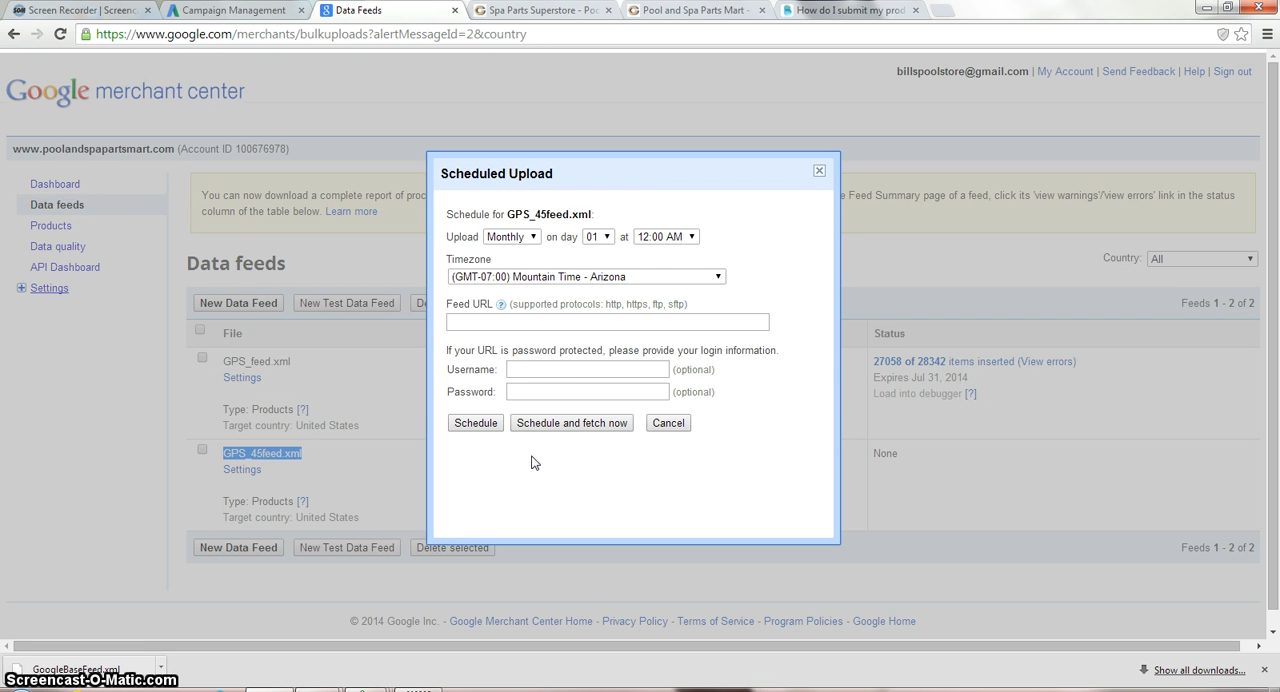 Screen Recorder | Screenc
Campaign Management
Data Feeds
Spa Parts Superstore - Poo
Pool and Spa Parts Mart -
How do I submit my prod
https://www.google.com/merchants/bulkuploads?alertMessageId=2&country
billspoolstore@gmail.com | My Account | Send Feedback | Help | Sign out
Google merchant center
www.poolandspapartsmart.com (Account ID 100676978)
Dashboard
Data feeds
Products
Data quality
API Dashboard
Settings
You can now download a complete report of proc
e Feed Summary page of a feed, click its 'view warnings'/'view errors' link in the status
column of the table below. Learn more
Data feeds
Country: All
New Data Feed
New Test Data Feed
De
Feeds 1 - 2 of 2
File
Status
GPS_feed.xml
Settings
Type: Products [?]
Target country: United States
27058 of 28342 items inserted (View errors)
Expires Jul 31, 2014
Load into debugger [?]
GPS_45feed.xml
Settings
Type: Products [?]
Target country: United States
None
New Data Feed
New Test Data Feed
Delete selected
Feeds 1 - 2 of 2
Scheduled Upload
Schedule for GPS_45feed.xml:
Upload Monthly on day 01 at 12:00 AM
Timezone
(GMT-07:00) Mountain Time - Arizona
Feed URL (supported protocols: http, https, ftp, sftp)
If your URL is password protected, please provide your login information.
Username: (optional)
Password: (optional)
Schedule
Schedule and fetch now
Cancel
© 2014 Google Inc. - Google Merchant Center Home - Privacy Policy - Terms of Service - Program Policies - Google Home
GoogleBaseFeed.xml
Show all downloads...
Screencast-O-Matic.com